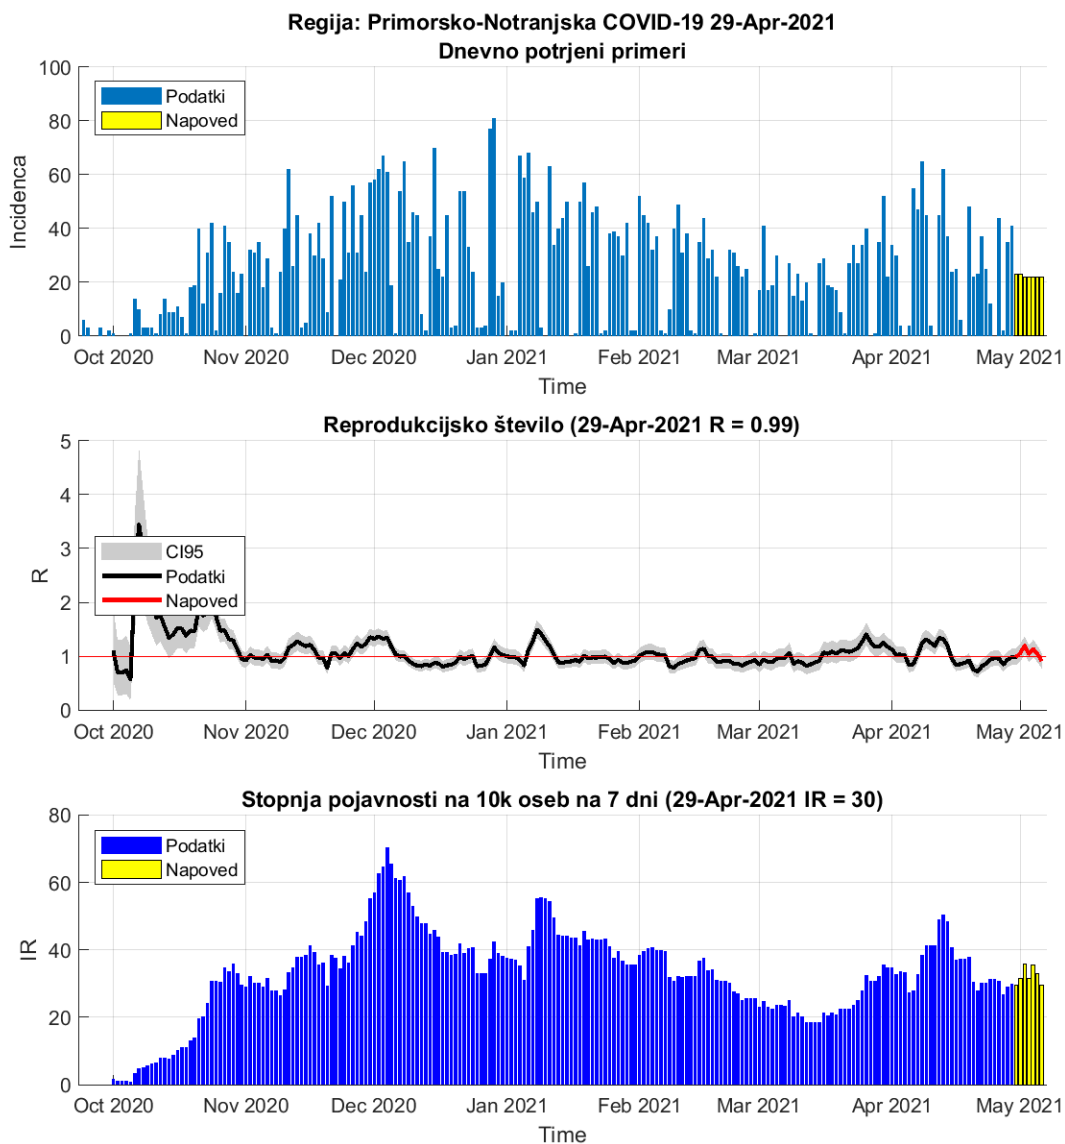 Regija: Primorsko-Notranjska COVID-19 29-Apr-2021
Dnevno potrjeni primeri
100
80
60
40
20
0
Incidenca
Podatki
Napoved
Oct 2020 Nov 2020 Dec 2020 Jan 2021 Feb 2021 Mar 2021 Apr 2021 May 2021
Time
Reprodukcijsko število (29-Apr-2021 R = 0.99)
5
4
3
2
1
0
R
CI95
Podatki
Napoved
Oct 2020 Nov 2020 Dec 2020 Jan 2021 Feb 2021 Mar 2021 Apr 2021 May 2021
Time
Stopnja pojavnosti na 10k oseb na 7 dni (29-Apr-2021 IR = 30)
80
60
40
20
0
IR
Podatki
Napoved
Oct 2020 Nov 2020 Dec 2020 Jan 2021 Feb 2021 Mar 2021 Apr 2021 May 2021
Time